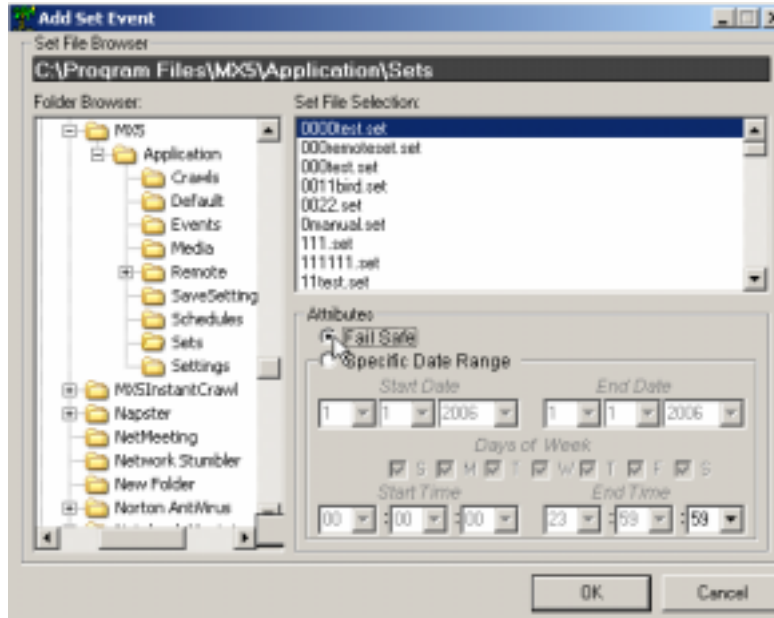 Add Set Event
Set File Browser
C:\Program Files\MX5\Application\Sets
Folder Browser:
MX5
Application
Crawls
Default
Events
Media
Remote
SaveSetting
Schedules
Sets
Settings
MX5InstantCrawl
Napster
NetMeeting
Network Stumbler
New Folder
Norton AntiVirus
Set File Selection:
0000test.set
000remoteset.set
000test.set
0011bird.set
0022.set
0manual.set
111.set
111111.set
11test.set
Attributes
Fail Safe
Specific Date Range
Start Date End Date
1 1 2006 1 1 2006
Days of Week
S M T W T F S
Start Time End Time
00 : 00 : 00 23 : 59 : 59
OK Cancel